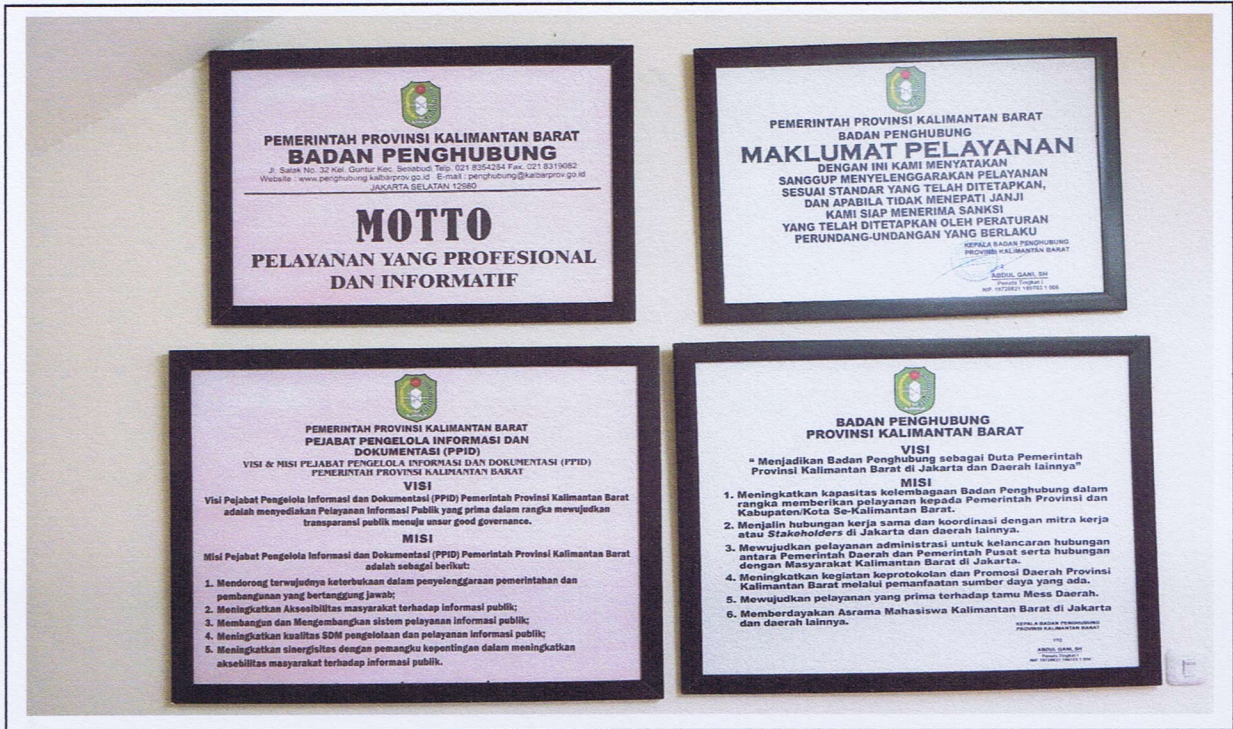 PEMERINTAH PROVINSI KALIMANTAN BARAT
BADAN PENGHUBUNG
Jl. Salak No. 32 Kel. Guntur Kec. Setiabudi Telp. 021 8354254 Fax. 021 8319082
Website : www.penghubung.kalbarprov.go.id E-mail : penghubung@kalbarprov.go.id
JAKARTA SELATAN 12980
MOTTO
PELAYANAN YANG PROFESIONAL
DAN INFORMATIF
PEMERINTAH PROVINSI KALIMANTAN BARAT
BADAN PENGHUBUNG
MAKLUMAT PELAYANAN
DENGAN INI KAMI MENYATAKAN
SANGGUP MENYELENGGARAKAN PELAYANAN
SESUAI STANDAR YANG TELAH DITETAPKAN,
DAN APABILA TIDAK MENEPATI JANJI
KAMI SIAP MENERIMA SANKSI
YANG TELAH DITETAPKAN OLEH PERATURAN
PERUNDANG-UNDANGAN YANG BERLAKU
KEPALA BADAN PENGHUBUNG
PROVINSI KALIMANTAN BARAT
ABDUL GANI, SH
Penata Tingkat I
PEMERINTAH PROVINSI KALIMANTAN BARAT
PEJABAT PENGELOLA INFORMASI DAN
DOKUMENTASI (PPID)
VISI & MISI PEJABAT PENGELOLA INFORMASI DAN DOKUMENTASI (PPID)
PEMERINTAH PROVINSI KALIMANTAN BARAT
VISI
Visi Pejabat Pengelola Informasi dan Dokumentasi (PPID) Pemerintah Provinsi Kalimantan Barat
adalah menyediakan Pelayanan Informasi Publik yang prima dalam rangka mewujudkan
transparansi publik menuju unsur good governance.
MISI
Misi Pejabat Pengelola Informasi dan Dokumentasi (PPID) Pemerintah Provinsi Kalimantan Barat
adalah sebagai berikut:
1. Mendorong terwujudnya keterbukaan dalam penyelenggaraan pemerintahan dan
pembangunan yang bertanggung jawab;
2. Meningkatkan Aksesibilitas masyarakat terhadap informasi publik;
3. Membangun dan Mengembangkan sistem pelayanan informasi publik;
4. Meningkatkan kualitas SDM pengelolaan dan pelayanan informasi publik;
5. Meningkatkan sinergisites dengan pemangku kepentingan dalam meningkatkan
aksebilitas masyarakat terhadap informasi publik.
BADAN PENGHUBUNG
PROVINSI KALIMANTAN BARAT
VISI
“ Menjadikan Badan Penghubung sebagai Duta Pemerintah
Provinsi Kalimantan Barat di Jakarta dan Daerah lainnya”
MISI
1. Meningkatkan kapasitas kelembagaan Badan Penghubung dalam
rangka memberikan pelayanan kepada Pemerintah Provinsi dan
Kabupaten/Kota Se-Kalimantan Barat.
2. Menjalin hubungan kerja sama dan koordinasi dengan mitra kerja
atau Stakeholders di Jakarta dan daerah lainnya.
3. Mewujudkan pelayanan administrasi untuk kelancaran hubungan
antara Pemerintah Daerah dan Pemerintah Pusat serta hubungan
dengan Masyarakat Kalimantan Barat di Jakarta.
4. Meningkatkan kegiatan keprotokolan dan Promosi Daerah Provinsi
Kalimantan Barat melalui pemanfaatan sumber daya yang ada.
5. Mewujudkan pelayanan yang prima terhadap tamu Mess Daerah.
6. Memberdayakan Asrama Mahasiswa Kalimantan Barat di Jakarta
dan daerah lainnya.
KEPALA BADAN PENGHUBUNG
PROVINSI KALIMANTAN BARAT
TTD
ABDUL GANI, SH
Penata Tingkat I